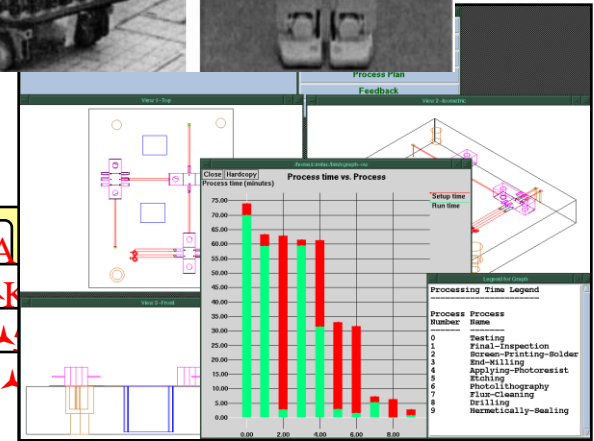 Process Plan
Feedback
View 1-Top
View 2-Isometric
Close Hardcopy
Process time vs. Process
Process time (minutes)
Setup time
Run time
75.00
70.00
65.00
60.00
55.00
50.00
45.00
40.00
35.00
30.00
25.00
20.00
15.00
10.00
5.00
0.00
0.00 2.00 4.00 6.00 8.00
View 3-Front
Legend for Graph
Processing Time Legend
Process Process
Number Name
0 Testing
1 Final-Inspection
2 Screen-Printing-Solder
3 End-Milling
4 Applying-Photoresist
5 Etching
6 Photolithography
7 Flux-Cleaning
8 Drilling
9 Hermetically-Sealing